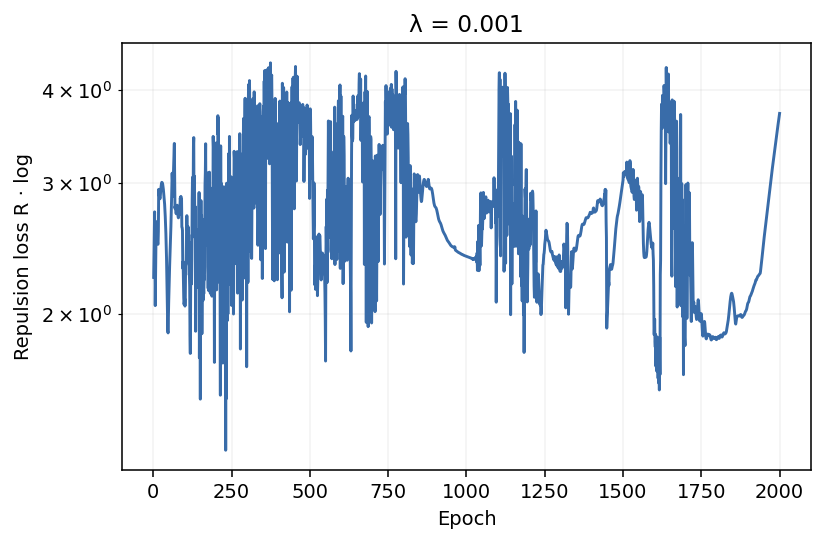 λ = 0.001
Repulsion loss R · log
4 × 10⁰
3 × 10⁰
2 × 10⁰
0 250 500 750 1000 1250 1500 1750 2000
Epoch